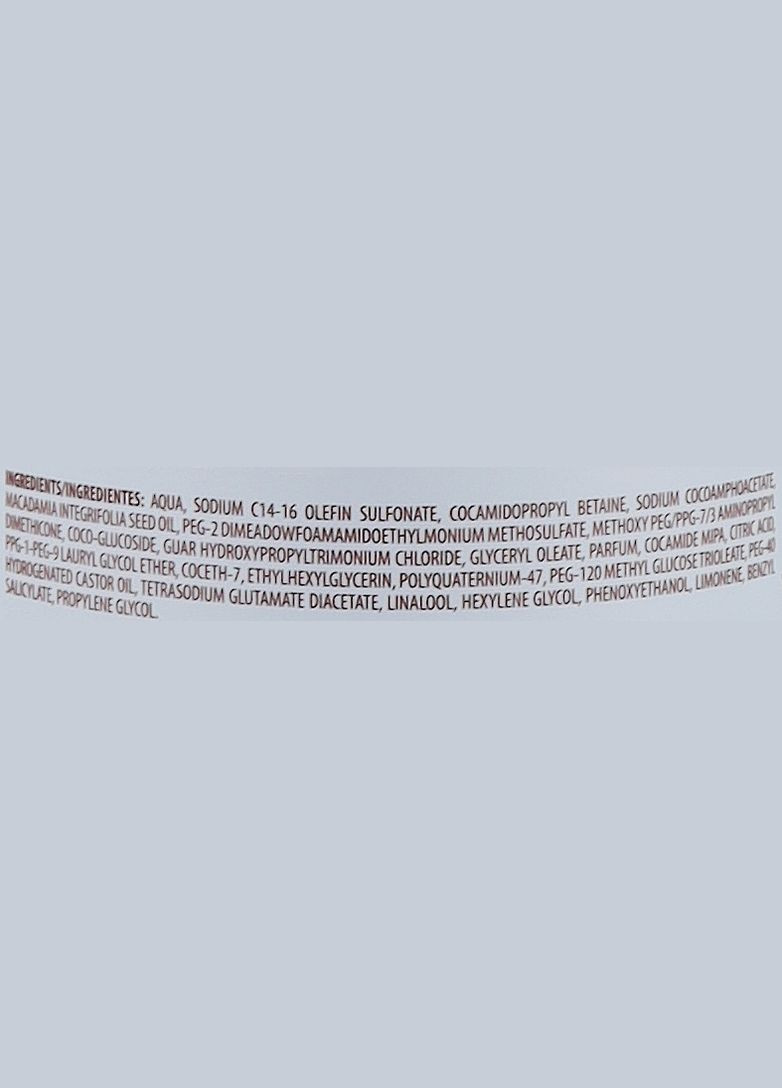 INGREDIENTS/INGREDIENTES: AQUA, SODIUM C14-16 OLEFIN SULFONATE, COCAMIDOPROPYL BETAINE, SODIUM COCOAMPHOACETATE,
MACADAMIA INTEGRIFOLIA SEED OIL, PEG-2 DIMEADOWFOAMAMIDOETHYLMONIUM METHOSULFATE, METHOXY PEG/PPG-7/3 AMINOPROPYL
DIMETHICONE, COCO-GLUCOSIDE, GUAR HYDROXYPROPYLTRIMONIUM CHLORIDE, GLYCERYL OLEATE, PARFUM, COCAMIDE MIPA, CITRIC ACID,
PPG-1-PEG-9 LAURYL GLYCOL ETHER, COCETH-7, ETHYLHEXYLGLYCERIN, POLYQUATERNIUM-47, PEG-120 METHYL GLUCOSE TRIOLEATE, PEG-40
HYDROGENATED CASTOR OIL, TETRASODIUM GLUTAMATE DIACETATE, LINALOOL, HEXYLENE GLYCOL, PHENOXYETHANOL, LIMONENE, BENZYL
SALICYLATE, PROPYLENE GLYCOL.